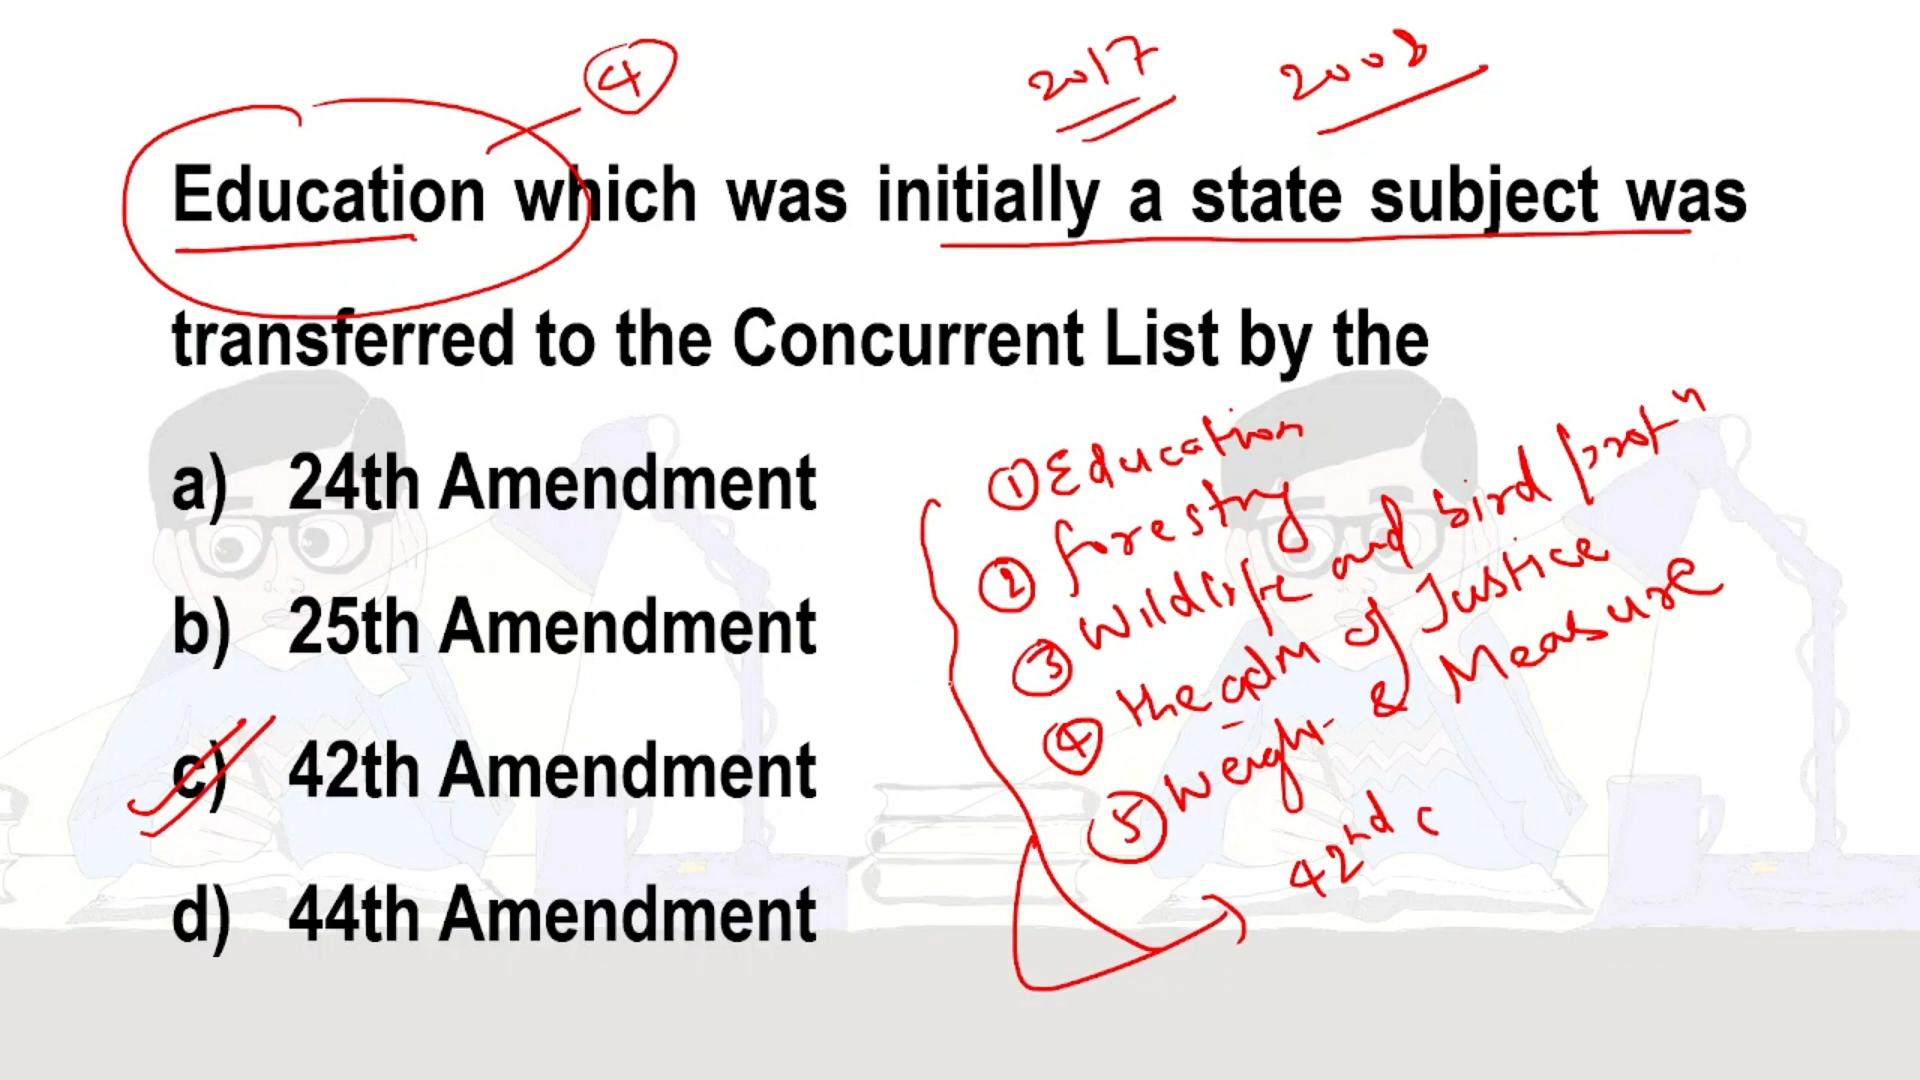 4
2017
2008
Education which was initially a state subject was
transferred to the Concurrent List by the
a) 24th Amendment
b) 25th Amendment
c) 42th Amendment
d) 44th Amendment
① Education
② forestry
③ Wildlife and bird protⁿ
④ The adm of Justice
⑤ Weight & Measure
42nd c